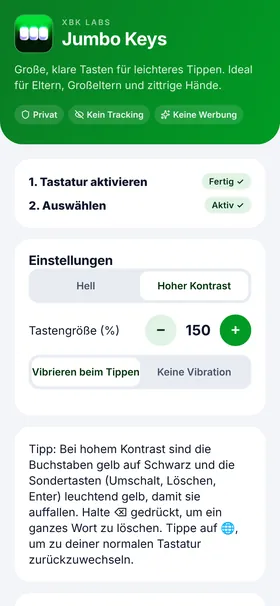 XBK LABS
Jumbo Keys
Große, klare Tasten für leichteres Tippen. Ideal
für Eltern, Großeltern und zittrige Hände.
Privat Kein Tracking Keine Werbung
1. Tastatur aktivieren Fertig ✓
2. Auswählen Aktiv ✓
Einstellungen
Hell Hoher Kontrast
Tastengröße (%) − 150 +
Vibrieren beim Tippen Keine Vibration
Tipp: Bei hohem Kontrast sind die
Buchstaben gelb auf Schwarz und die
Sondertasten (Umschalt, Löschen,
Enter) leuchtend gelb, damit sie
auffallen. Halte ⌫ gedrückt, um ein
ganzes Wort zu löschen. Tippe auf 🌐,
um zu deiner normalen Tastatur
zurückzuwechseln.